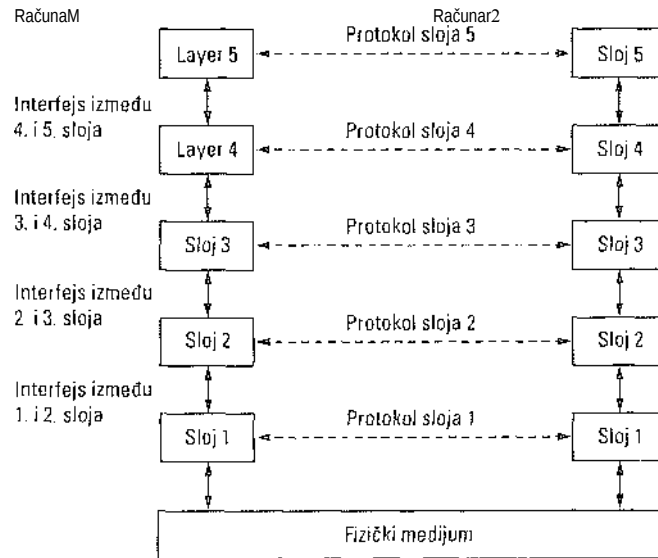 RačunaM
Računar2
Protokol sloja 5
Layer 5
Sloj 5
Interfejs između
4. i 5. sloja
Protokol sloja 4
Layer 4
Sloj 4
Interfejs između
3. i 4. sloja
Protokol sloja 3
Sloj 3
Sloj 3
Interfejs između
2 i 3. sloja
Protokol sloja 2
Sloj 2
Sloj 2
Interfejs između
1. i 2. sloja
Protokol sloja 1
Sloj 1
Sloj 1
Fizički medijum